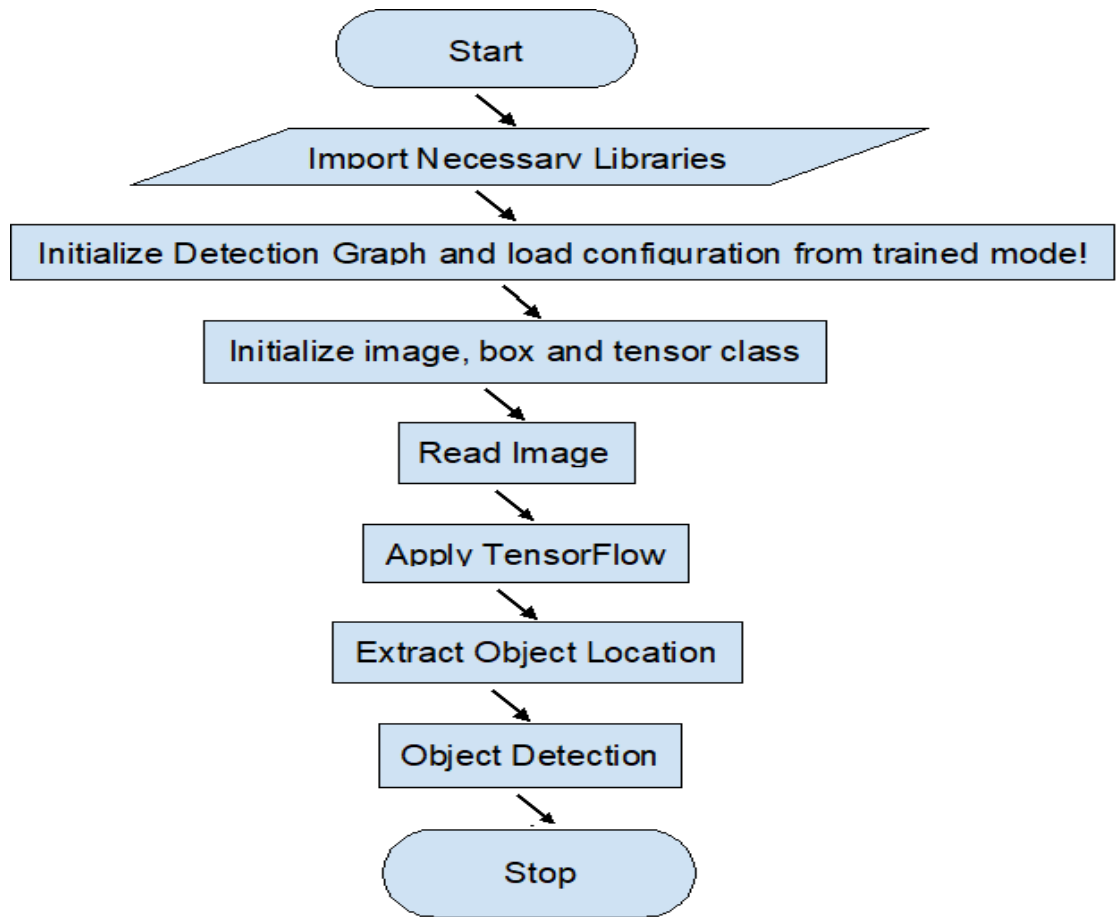 Start
Import Necessary Libraries
Initialize Detection Graph and load configuration from trained mode!
Initialize image, box and tensor class
Read Image
Apply TensorFlow
Extract Object Location
Object Detection
Stop